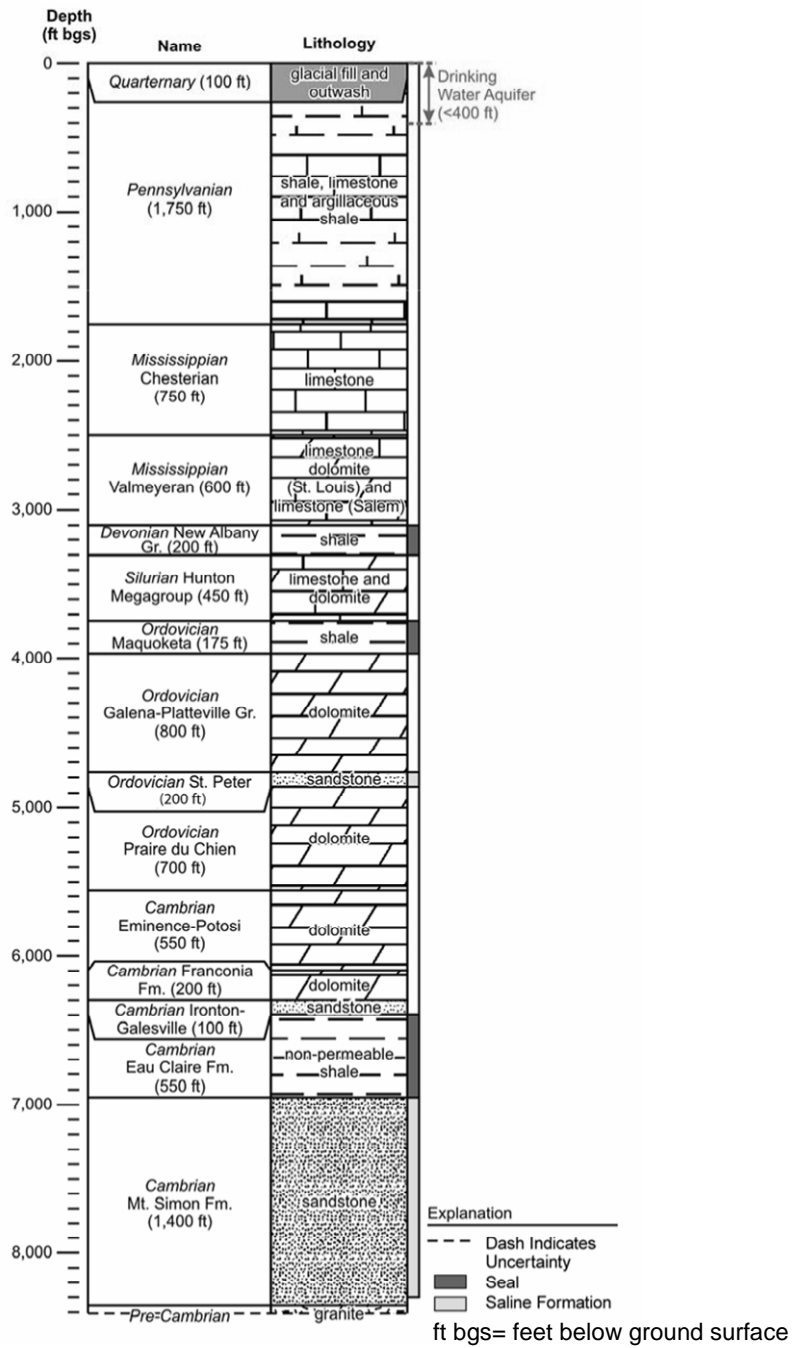 Depth
(ft bgs)
Name
Lithology
0
Quarternary (100 ft)
glacial fill and
outwash
Drinking
Water Aquifer
(<400 ft)
Pennsylvanian
(1,750 ft)
shale, limestone
and argillaceous
shale
1,000
Mississippian
Chesterian
(750 ft)
limestone
2,000
Mississippian
Valmeyeran (600 ft)
limestone
dolomite
(St. Louis) and
limestone (Salem)
3,000
Devonian New Albany
Gr. (200 ft)
shale
Silurian Hunton
Megagroup (450 ft)
limestone and
dolomite
Ordovician
Maquoketa (175 ft)
shale
4,000
Ordovician
Galena-Platteville Gr.
(800 ft)
dolomite
Ordovician St. Peter
(200 ft)
sandstone
5,000
Ordovician
Praire du Chien
(700 ft)
dolomite
Cambrian
Eminence-Potosi
(550 ft)
dolomite
6,000
Cambrian Franconia
Fm. (200 ft)
dolomite
Cambrian Ironton-
Galesville (100 ft)
sandstone
Cambrian
Eau Claire Fm.
(550 ft)
non-permeable
shale
7,000
Cambrian
Mt. Simon Fm.
(1,400 ft)
sandstone
8,000
Pre-Cambrian
granite
Explanation
Dash Indicates
Uncertainty
Seal
Saline Formation
ft bgs= feet below ground surface